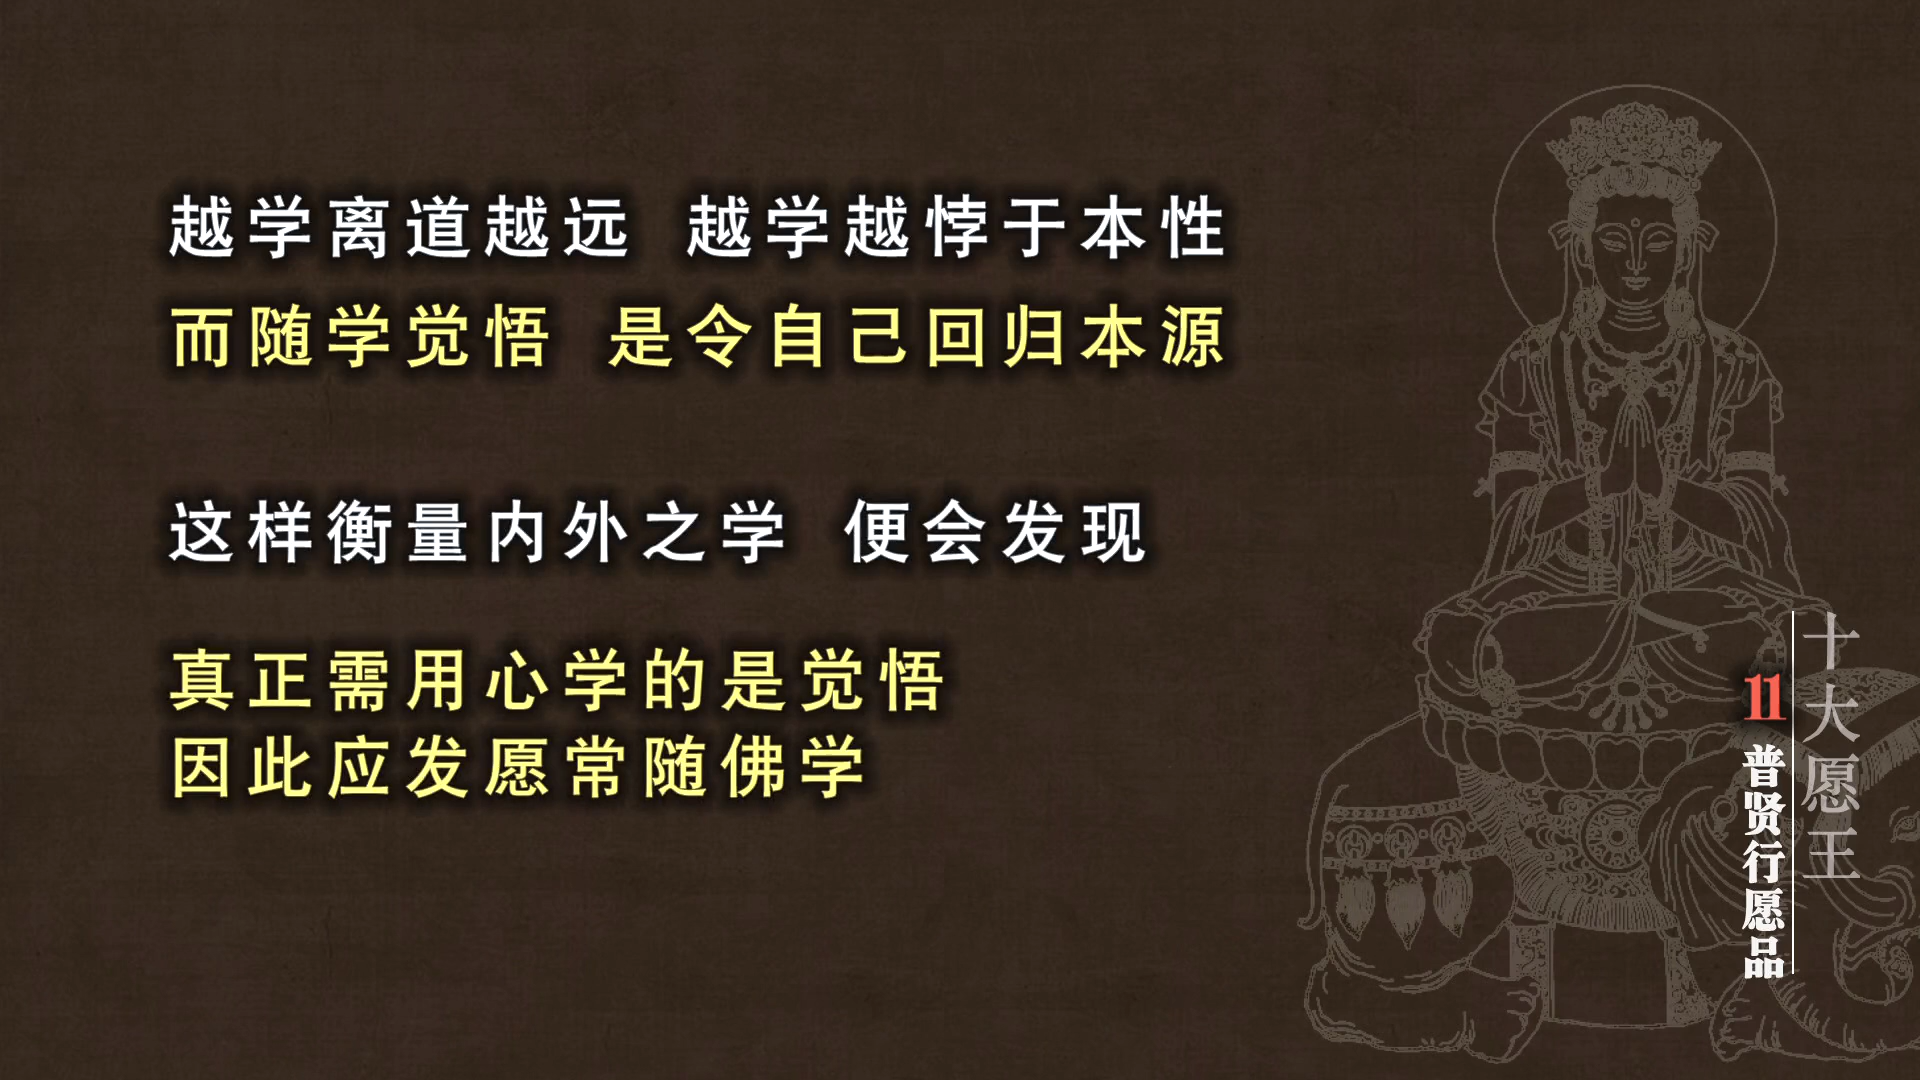 越学离道越远 越学越悖于本性
而随学觉悟 是令自己回归本源
这样衡量内外之学 便会发现
真正需用心学的是觉悟
因此应发愿常随佛学
十大愿王
11 普贤行愿品